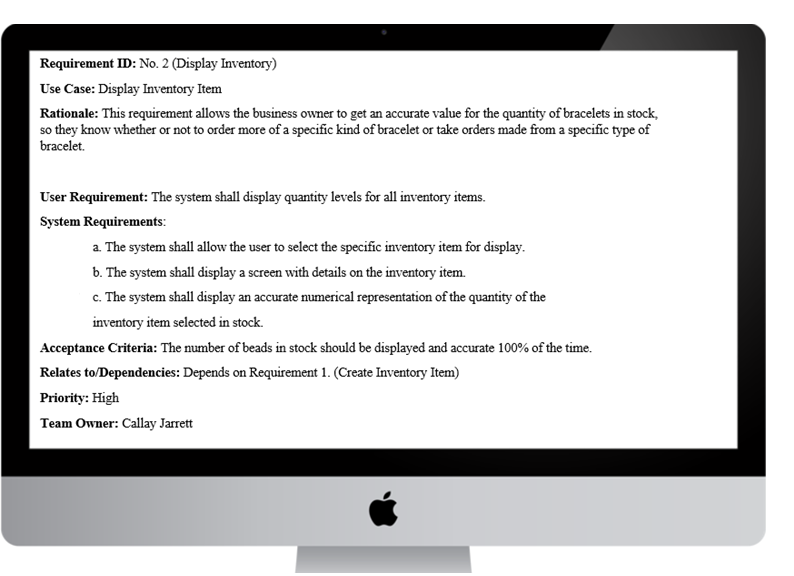 Requirement ID: No. 2 (Display Inventory)
Use Case: Display Inventory Item
Rationale: This requirement allows the business owner to get an accurate value for the quantity of bracelets in stock,
so they know whether or not to order more of a specific kind of bracelet or take orders made from a specific type of
bracelet.
User Requirement: The system shall display quantity levels for all inventory items.
System Requirements:
a. The system shall allow the user to select the specific inventory item for display.
b. The system shall display a screen with details on the inventory item.
c. The system shall display an accurate numerical representation of the quantity of the
inventory item selected in stock.
Acceptance Criteria: The number of beads in stock should be displayed and accurate 100% of the time.
Relates to/Dependencies: Depends on Requirement 1. (Create Inventory Item)
Priority: High
Team Owner: Callay Jarrett